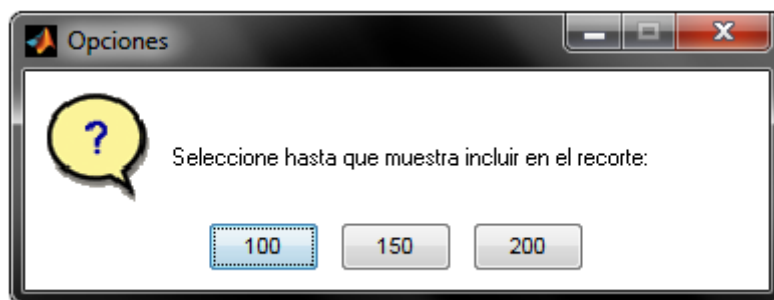 Opciones
?
Seleccione hasta que muestra incluir en el recorte:
100 150 200